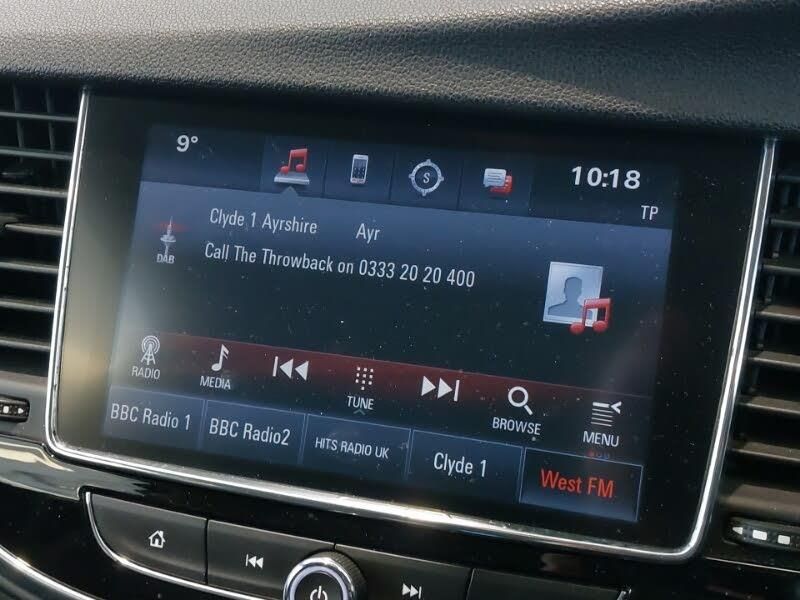 9°
S
10:18
TP
DAB
Clyde 1 Ayrshire Ayr
Call The Throwback on 0333 20 20 400
RADIO
MEDIA
TUNE
BROWSE
MENU
BBC Radio 1
BBC Radio2
HITS RADIO UK
Clyde 1
West FM